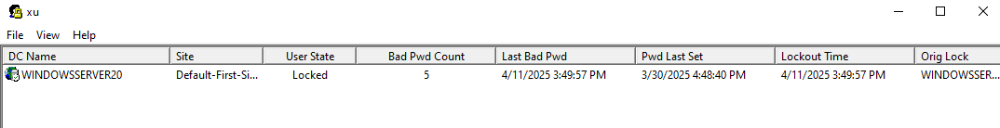 xu
File View Help
DC Name Site User State Bad Pwd Count Last Bad Pwd Pwd Last Set Lockout Time Orig Lock
WINDOWSSERVER20 Default-First-Si... Locked 5 4/11/2025 3:49:57 PM 3/30/2025 4:48:40 PM 4/11/2025 3:49:57 PM WINDOWSSER...